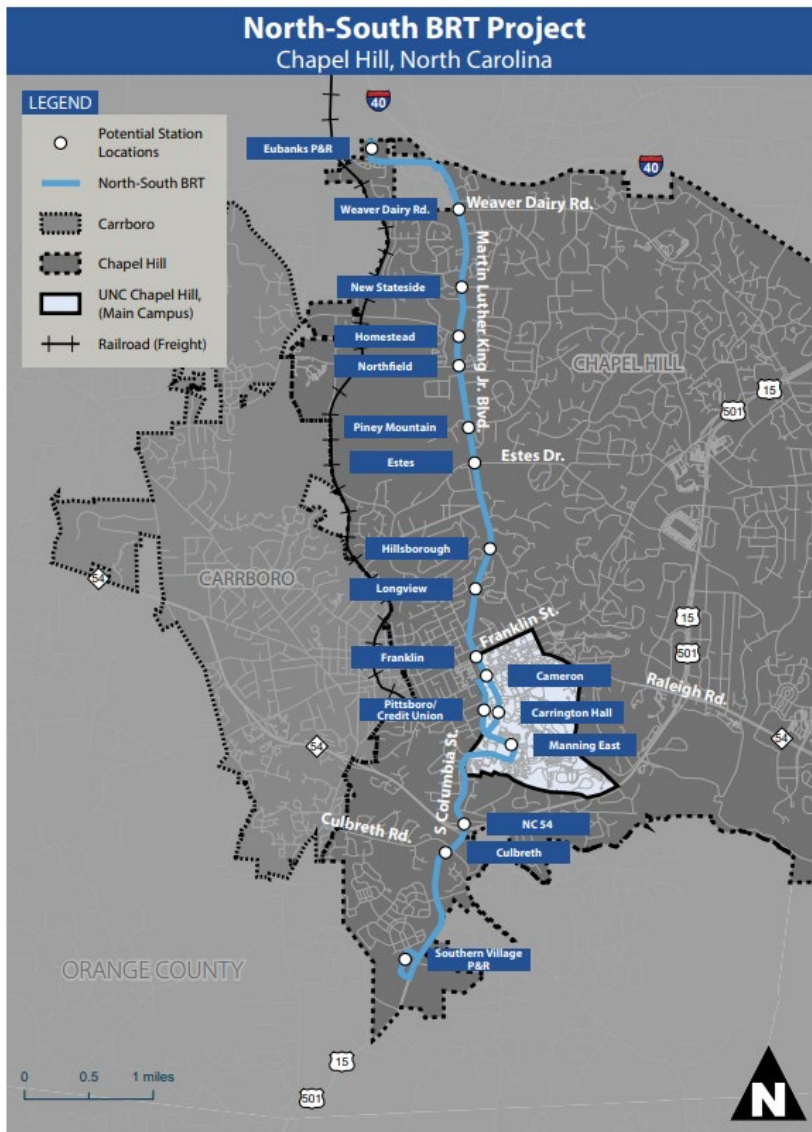 North-South BRT Project
Chapel Hill, North Carolina
LEGEND
Potential Station
Locations
North-South BRT
Carrboro
Chapel Hill
UNC Chapel Hill,
(Main Campus)
Railroad (Freight)
40
Eubanks P&R
40
Weaver Dairy Rd.
Weaver Dairy Rd.
Martin Luther King Jr. Blvd.
New Stateside
Homestead
CHAPEL HILL
Northfield
15
501
Piney Mountain
Estes
Estes Dr.
Hillsborough
54
CARRBORO
Longview
15
501
Franklin St.
Franklin
Cameron
Raleigh Rd.
Pittsboro/
Credit Union
Carrington Hall
54
54
Manning East
S Columbia St.
Culbreth Rd.
NC 54
Culbreth
Southern Village
P&R
ORANGE COUNTY
15
501
0 0.5 1 miles
N